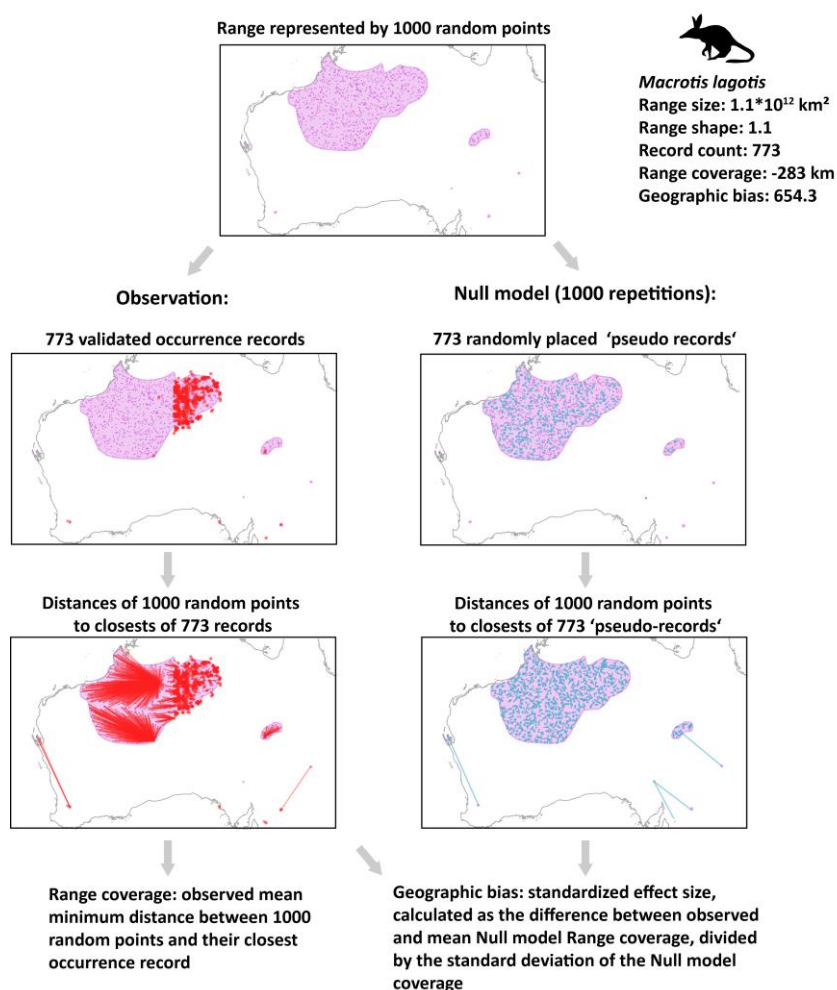 Range represented by 1000 random points
Macrotis lagotis
Range size: 1.1*10¹² km²
Range shape: 1.1
Record count: 773
Range coverage: -283 km
Geographic bias: 654.3
Observation:
773 validated occurrence records
Null model (1000 repetitions):
773 randomly placed ‘pseudo records‘
Distances of 1000 random points
to closests of 773 records
Distances of 1000 random points
to closests of 773 ‘pseudo-records‘
Range coverage: observed mean
minimum distance between 1000
random points and their closest
occurrence record
Geographic bias: standardized effect size,
calculated as the difference between observed
and mean Null model Range coverage, divided
by the standard deviation of the Null model
coverage